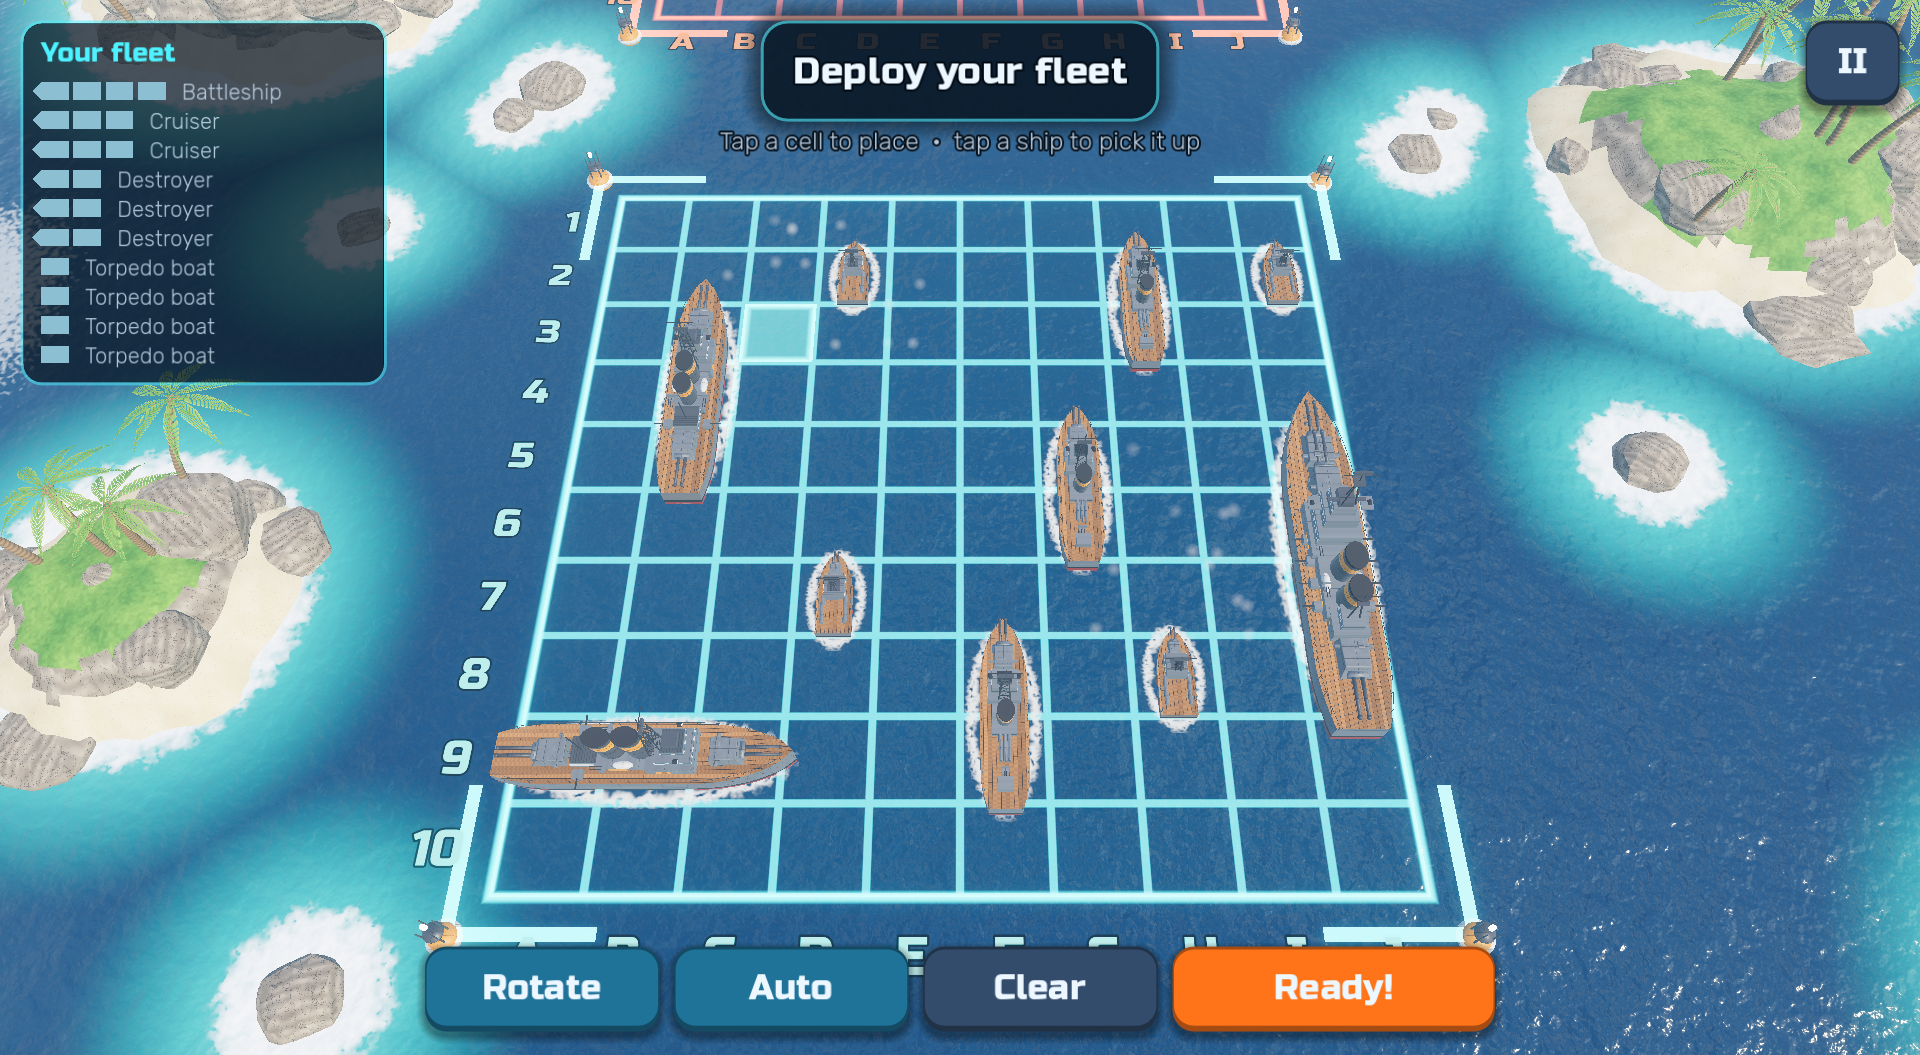 Your fleet
Battleship
Cruiser
Cruiser
Destroyer
Destroyer
Destroyer
Torpedo boat
Torpedo boat
Torpedo boat
Torpedo boat
A B C D E F G H I J
Deploy your fleet
Tap a cell to place • tap a ship to pick it up
II
1
2
3
4
5
6
7
8
9
10
Rotate
Auto
Clear
Ready!